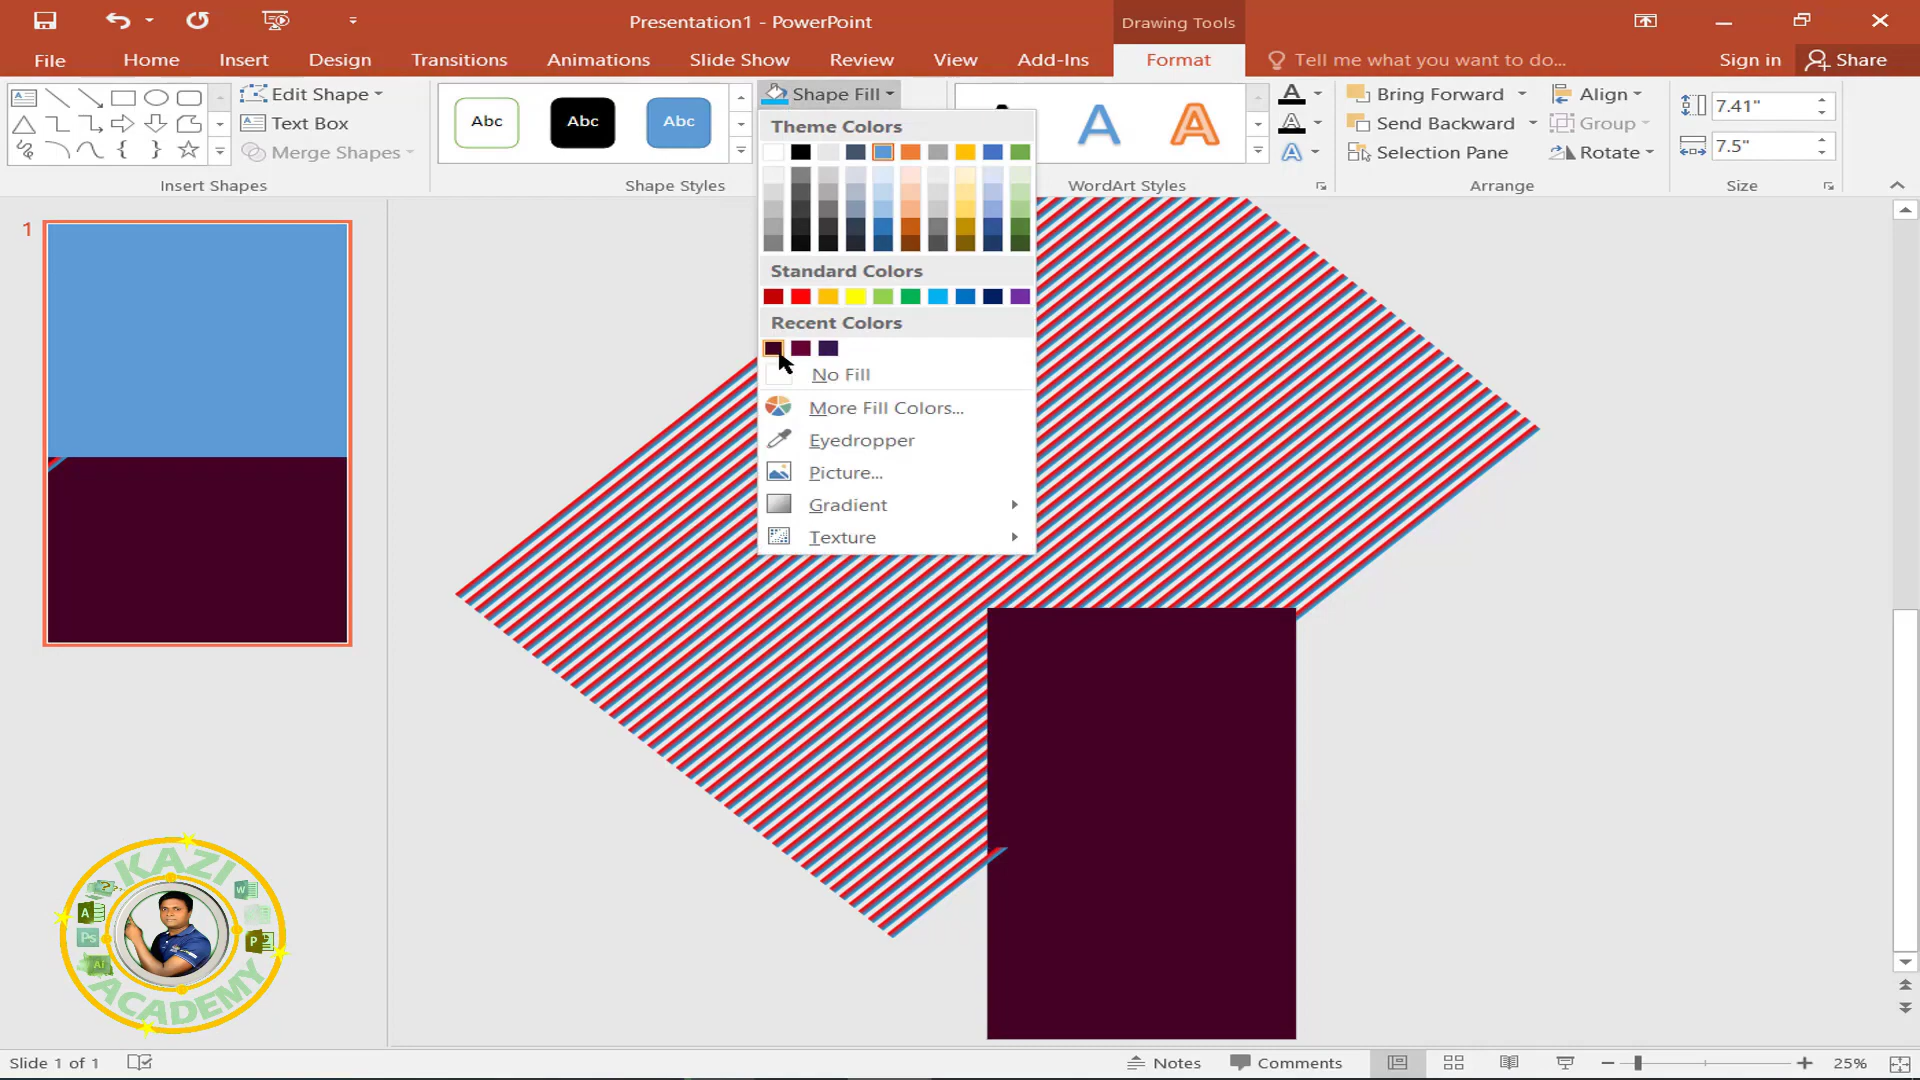 Presentation1 - PowerPoint
Drawing Tools
File
Home
Insert
Design
Transitions
Animations
Slide Show
Review
View
Add-Ins
Format
Tell me what you want to do...
Sign in
Share
Edit Shape
Text Box
Merge Shapes
Insert Shapes
Abc
Abc
Abc
Shape Styles
Shape Fill
Theme Colors
Standard Colors
Recent Colors
No Fill
More Fill Colors...
Eyedropper
Picture...
Gradient
Texture
A
A
A
A
A
WordArt Styles
Bring Forward
Send Backward
Selection Pane
Align
Group
Rotate
Arrange
7.41"
7.5"
Size
1
KAZI
ACADEMY
A
W
Ps
P
Ai
Slide 1 of 1
Notes
Comments
25%